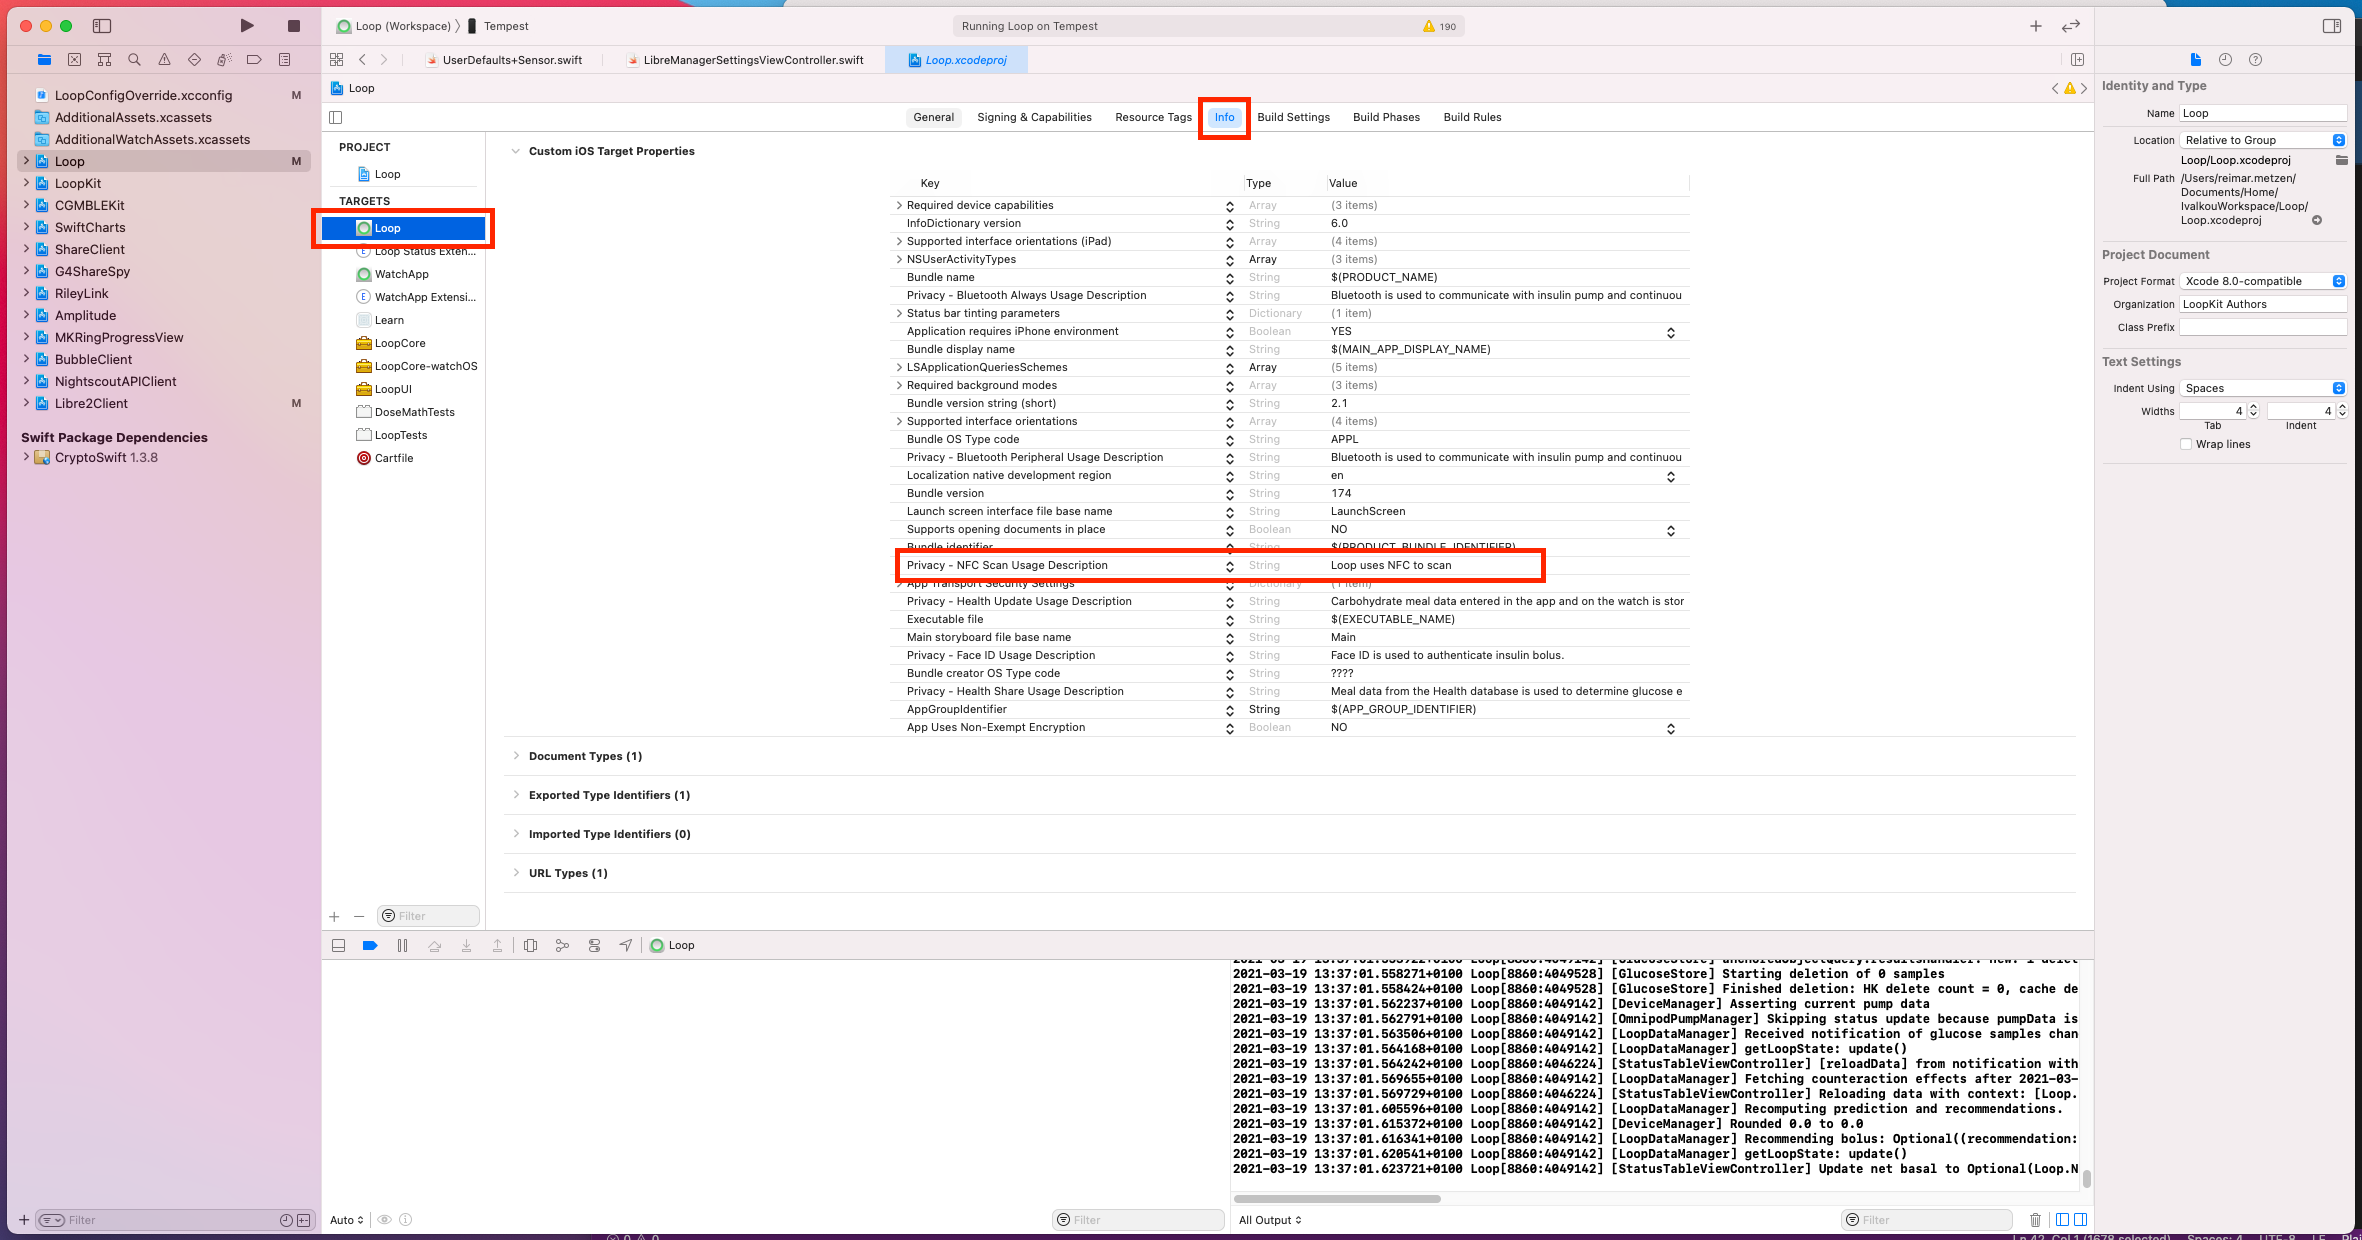 Loop (Workspace) 〉 Tempest
Running Loop on Tempest
190
UserDefaults+Sensor.swift
LibreManagerSettingsViewController.swift
Loop.xcodeproj
LoopConfigOverride.xcconfig M
AdditionalAssets.xcassets
AdditionalWatchAssets.xcassets
Loop M
LoopKit
CGMBLEKit
SwiftCharts
ShareClient
G4ShareSpy
RileyLink
Amplitude
MKRingProgressView
BubbleClient
NightscoutAPIClient
Libre2Client M
Swift Package Dependencies
CryptoSwift 1.3.8
Filter
Loop
General Signing & Capabilities Resource Tags Info Build Settings Build Phases Build Rules
PROJECT
Loop
TARGETS
Loop
Loop Status Exten...
WatchApp
WatchApp Extensi...
Learn
LoopCore
LoopCore-watchOS
LoopUI
DoseMathTests
LoopTests
Cartfile
Filter
Custom iOS Target Properties
Key Type Value
Required device capabilities Array (3 items)
InfoDictionary version String 6.0
Supported interface orientations (iPad) Array (4 items)
NSUserActivityTypes Array (3 items)
Bundle name String $(PRODUCT_NAME)
Privacy - Bluetooth Always Usage Description String Bluetooth is used to communicate with insulin pump and continuou
Status bar tinting parameters Dictionary (1 item)
Application requires iPhone environment Boolean YES
Bundle display name String $(MAIN_APP_DISPLAY_NAME)
LSApplicationQueriesSchemes Array (5 items)
Required background modes Array (3 items)
Bundle version string (short) String 2.1
Supported interface orientations Array (4 items)
Bundle OS Type code String APPL
Privacy - Bluetooth Peripheral Usage Description String Bluetooth is used to communicate with insulin pump and continuou
Localization native development region String en
Bundle version String 174
Launch screen interface file base name String LaunchScreen
Supports opening documents in place Boolean NO
Bundle identifier String $(PRODUCT_BUNDLE_IDENTIFIER)
Privacy - NFC Scan Usage Description String Loop uses NFC to scan
App Transport Security Settings Dictionary (1 item)
Privacy - Health Update Usage Description String Carbohydrate meal data entered in the app and on the watch is stor
Executable file String $(EXECUTABLE_NAME)
Main storyboard file base name String Main
Privacy - Face ID Usage Description String Face ID is used to authenticate insulin bolus.
Bundle creator OS Type code String ????
Privacy - Health Share Usage Description String Meal data from the Health database is used to determine glucose e
AppGroupIdentifier String $(APP_GROUP_IDENTIFIER)
App Uses Non-Exempt Encryption Boolean NO
Document Types (1)
Exported Type Identifiers (1)
Imported Type Identifiers (0)
URL Types (1)
Loop
2021-03-19 13:37:01.558271+0100 Loop[8860:4049528] [GlucoseStore] Starting deletion of 0 samples
2021-03-19 13:37:01.558424+0100 Loop[8860:4049528] [GlucoseStore] Finished deletion: HK delete count = 0, cache de
2021-03-19 13:37:01.562237+0100 Loop[8860:4049142] [DeviceManager] Asserting current pump data
2021-03-19 13:37:01.562791+0100 Loop[8860:4049142] [OmnipodPumpManager] Skipping status update because pumpData is
2021-03-19 13:37:01.563506+0100 Loop[8860:4049142] [LoopDataManager] Received notification of glucose samples chan
2021-03-19 13:37:01.564168+0100 Loop[8860:4049142] [LoopDataManager] getLoopState: update()
2021-03-19 13:37:01.564242+0100 Loop[8860:4046224] [StatusTableViewController] [reloadData] from notification with
2021-03-19 13:37:01.569655+0100 Loop[8860:4049142] [LoopDataManager] Fetching counteraction effects after 2021-03-
2021-03-19 13:37:01.569729+0100 Loop[8860:4046224] [StatusTableViewController] Reloading data with context: [Loop.
2021-03-19 13:37:01.605596+0100 Loop[8860:4049142] [LoopDataManager] Recomputing prediction and recommendations.
2021-03-19 13:37:01.615372+0100 Loop[8860:4049142] [DeviceManager] Rounded 0.0 to 0.0
2021-03-19 13:37:01.616341+0100 Loop[8860:4049142] [LoopDataManager] Recommending bolus: Optional((recommendation:
2021-03-19 13:37:01.620541+0100 Loop[8860:4049142] [LoopDataManager] getLoopState: update()
2021-03-19 13:37:01.623721+0100 Loop[8860:4049142] [StatusTableViewController] Update net basal to Optional(Loop.N
Auto
Filter
All Output
Filter
Identity and Type
Name Loop
Location Relative to Group
Loop/Loop.xcodeproj
Full Path /Users/reimar.metzen/
Documents/Home/
IvalkouWorkspace/Loop/
Loop.xcodeproj
Project Document
Project Format Xcode 8.0-compatible
Organization LoopKit Authors
Class Prefix
Text Settings
Indent Using Spaces
Widths 4 4
Tab Indent
Wrap lines